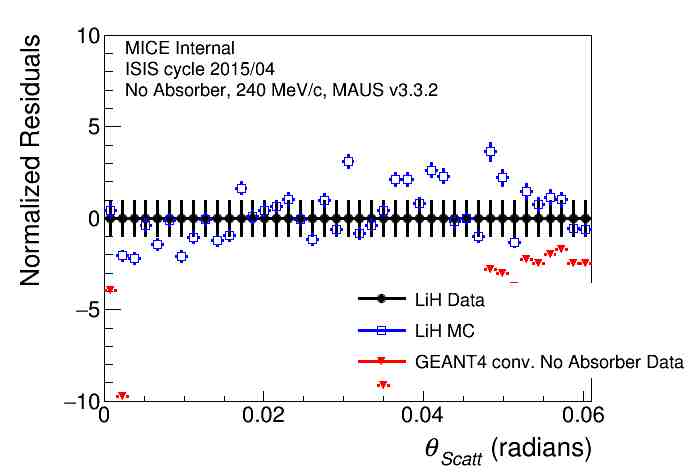 MICE Internal
ISIS cycle 2015/04
No Absorber, 240 MeV/c, MAUS v3.3.2
Normalized Residuals
10
5
0
−5
−10
LiH Data
LiH MC
GEANT4 conv. No Absorber Data
0 0.02 0.04 0.06
θ_Scatt (radians)